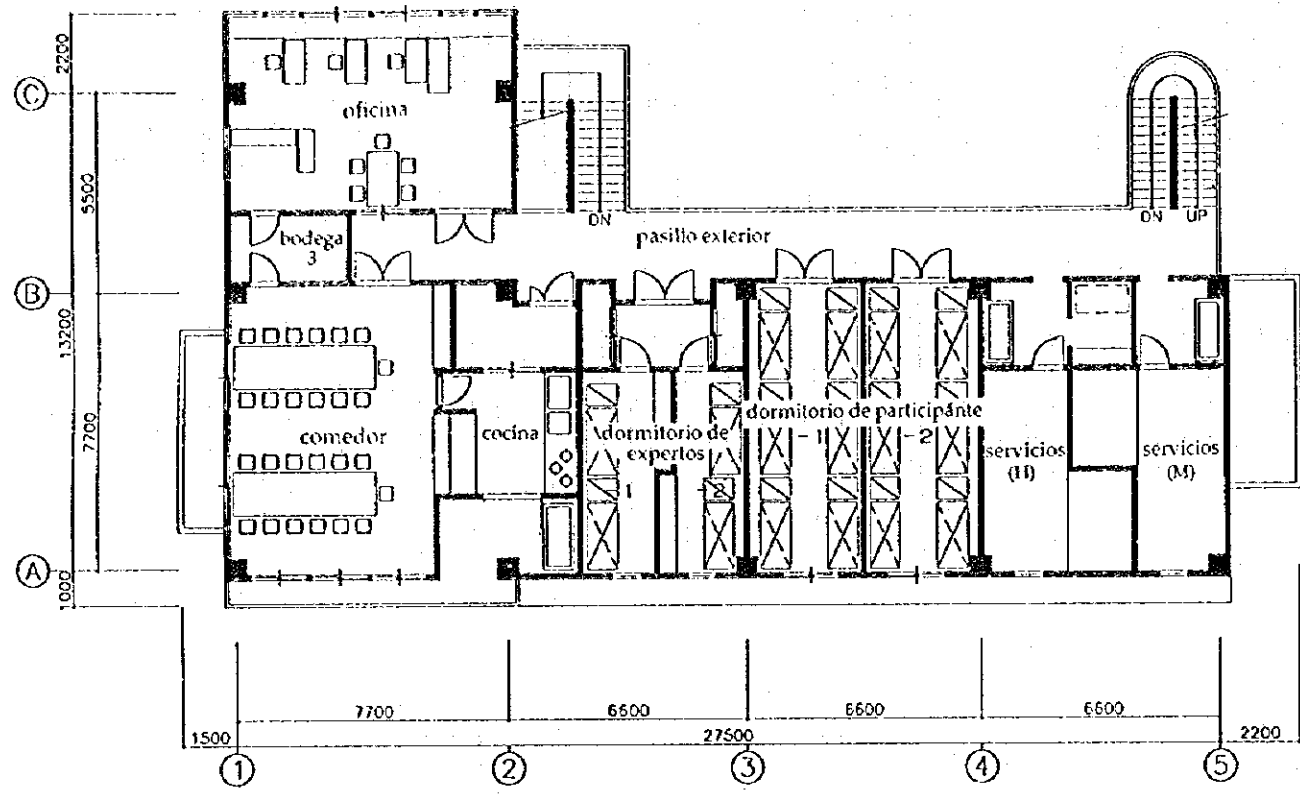 2200
C
oficina
5500
DN
DN UP
bodega
3
pasillo exterior
B
13200
7700
comedor
cocina
dormitorio de
expertos
1
2
dormitorio de participante
- 1
- 2
servicios
(H)
servicios
(M)
A
1000
7700
6600
6600
6600
1500
27500
2200
1
2
3
4
5